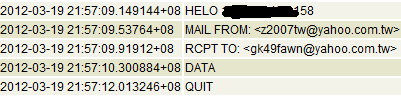 2012-03-19 21:57:09.149144+08 HELO 158
2012-03-19 21:57:09.53764+08 MAIL FROM: <z2007tw@yahoo.com.tw>
2012-03-19 21:57:09.91912+08 RCPT TO: <gk49fawn@yahoo.com.tw>
2012-03-19 21:57:10.300884+08 DATA
2012-03-19 21:57:12.013246+08 QUIT